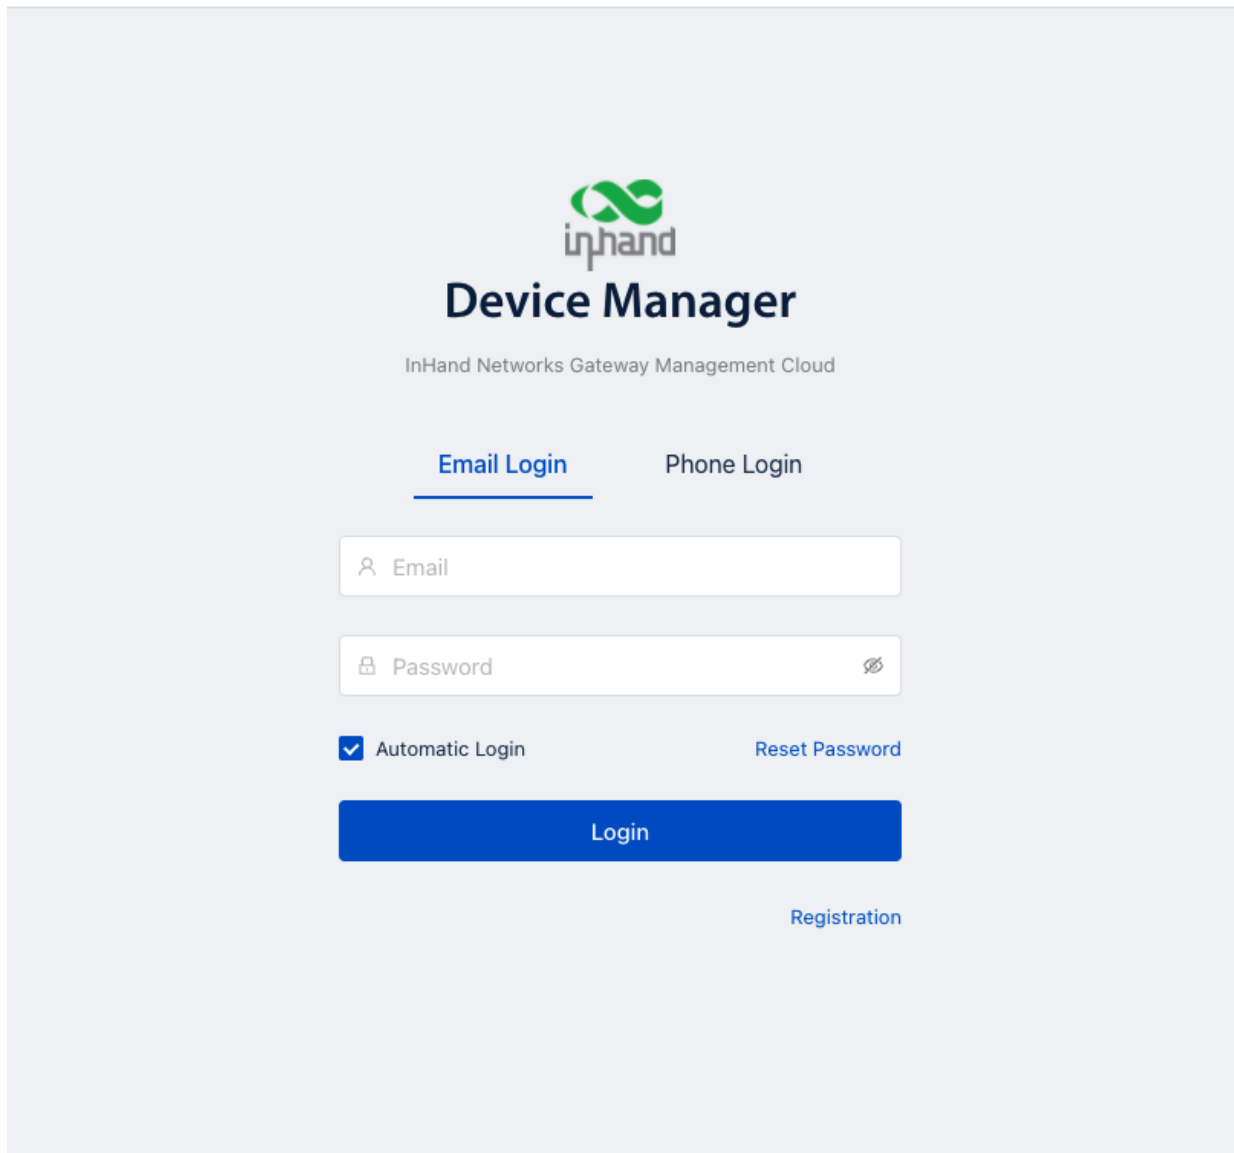 inhand
Device Manager
InHand Networks Gateway Management Cloud
Email Login Phone Login
Email
Password
Automatic Login Reset Password
Login
Registration